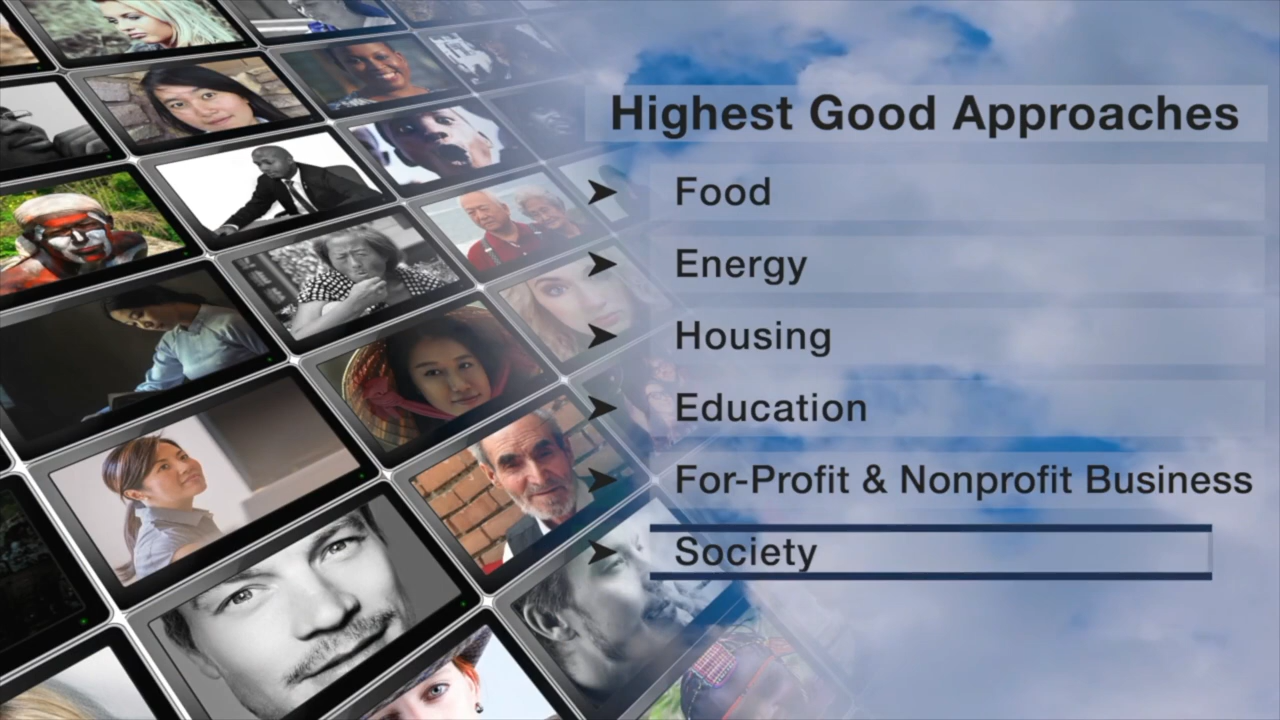 Highest Good Approaches
Food
Energy
Housing
Education
For-Profit & Nonprofit Business
Society